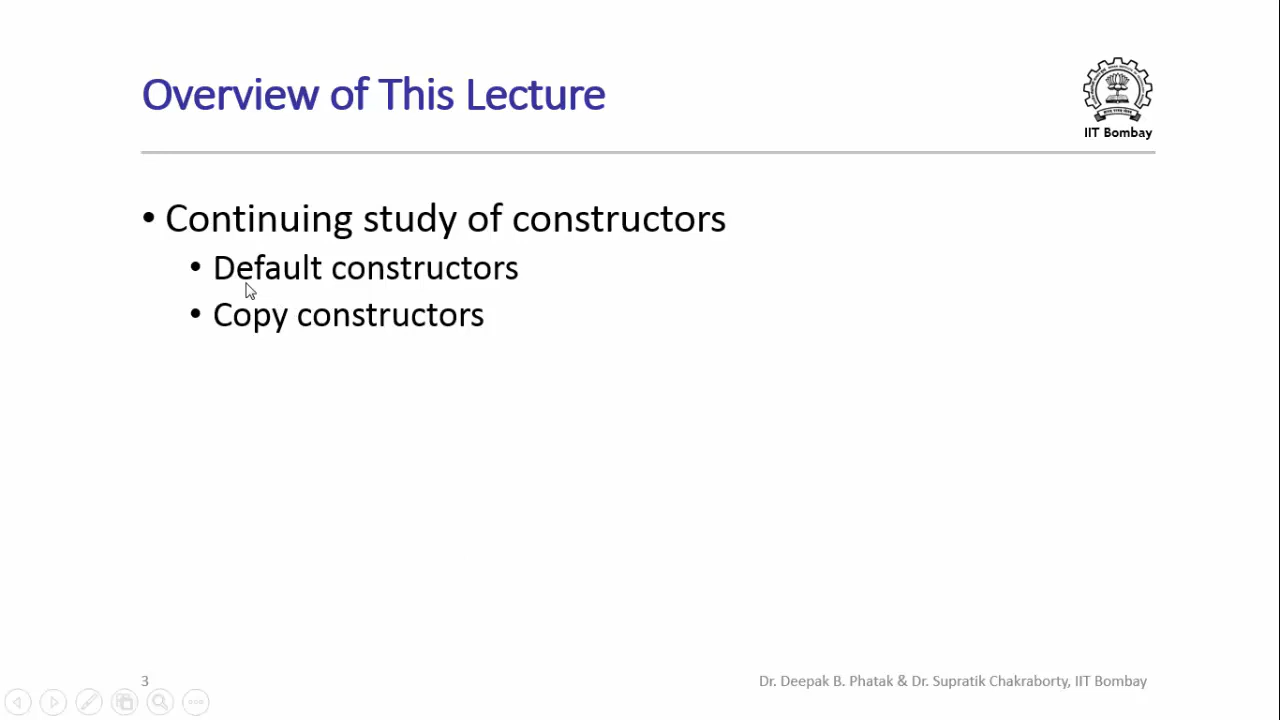 Overview of This Lecture
IIT Bombay
• Continuing study of constructors
• Default constructors
• Copy constructors
3
Dr. Deepak B. Phatak & Dr. Supratik Chakraborty, IIT Bombay